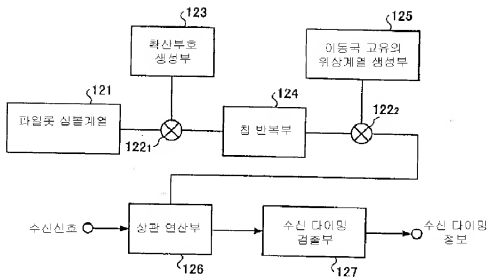 123
확산부호
생성부
125
이동국 고유의
위상계열 생성부
121
파일롯 심볼계열
122₁
124
칩 반복부
122₂
수신신호
상관 연산부
126
수신 타이밍
검출부
127
수신 타이밍
정보